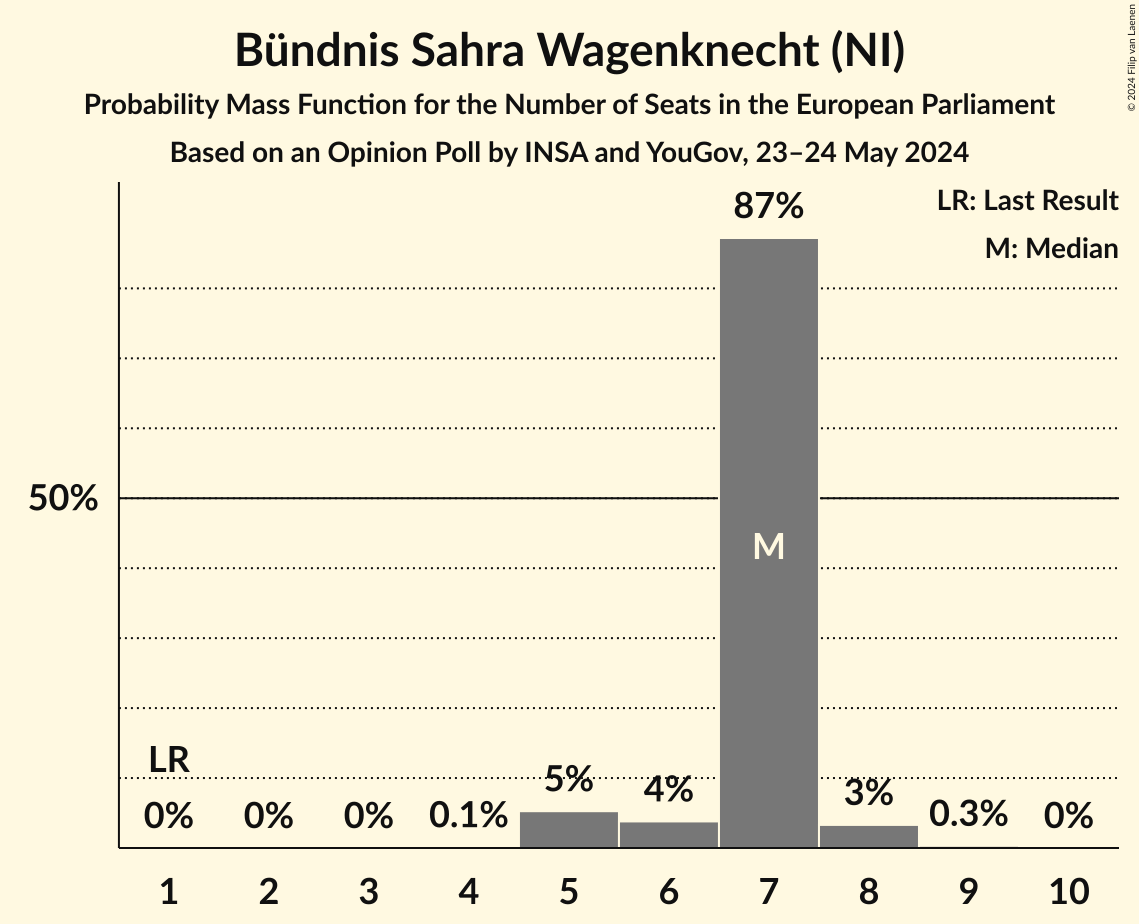 Bündnis Sahra Wagenknecht (NI)
Probability Mass Function for the Number of Seats in the European Parliament
Based on an Opinion Poll by INSA and YouGov, 23–24 May 2024
© 2024 Filip van Laenen
LR: Last Result
M: Median
87%
50%
M
LR
0%
0%
0%
0.1%
5%
4%
3%
0.3%
0%
1 2 3 4 5 6 7 8 9 10